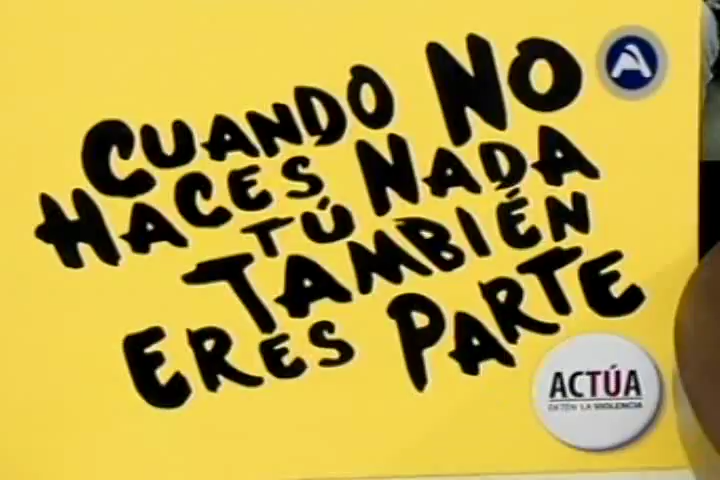 CUANDO NO
HACES NADA
TÚ TAMBIÉN
ERES PARTE
A
ACTÚA
DETÉN LA VIOLENCIA